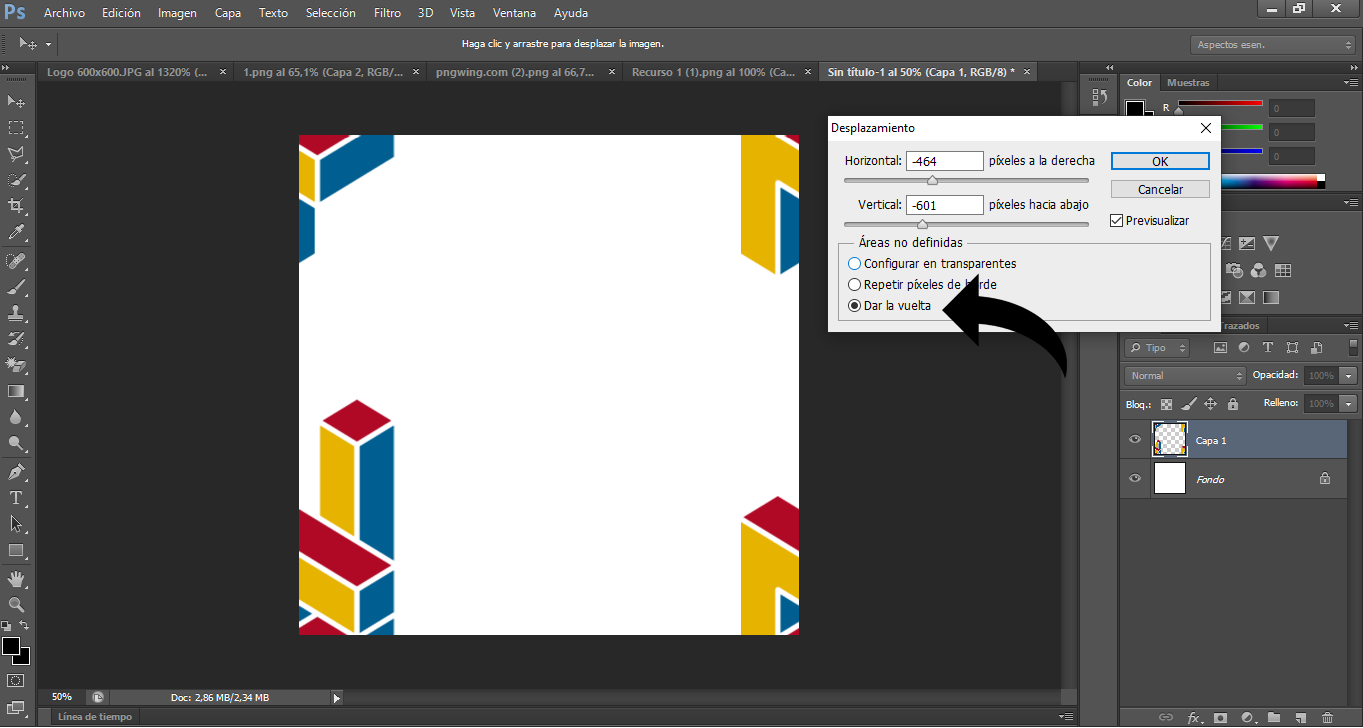 Ps Archivo Edición Imagen Capa Texto Selección Filtro 3D Vista Ventana Ayuda
Haga clic y arrastre para desplazar la imagen.
Aspectos esen.
Logo 600x600.JPG al 1320% (... × 1.png al 65,1% (Capa 2, RGB/... × pngwing.com (2).png al 66,7... × Recurso 1 (1).png al 100% (Ca... × Sin título-1 al 50% (Capa 1, RGB/8) * ×
Color Muestras
R 0
0
0
Desplazamiento
Horizontal: -464 píxeles a la derecha OK
Cancelar
Vertical: -601 píxeles hacia abajo
Previsualizar
Áreas no definidas
Configurar en transparentes
Repetir píxeles de
Dar la vuelta
Trazados
Tipo
Normal Opacidad: 100%
Bloq.: Relleno: 100%
Capa 1
Fondo
50% Doc: 2,86 MB/2,34 MB
Línea de tiempo